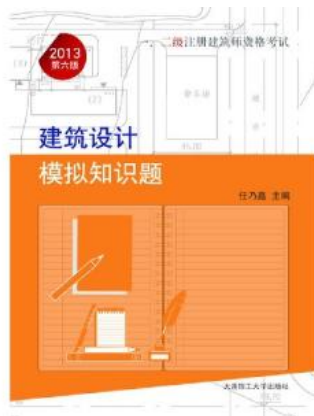 2013
第六版
一、二级注册建筑师资格考试
建筑设计
模拟知识题
任乃鑫 主编
大连理工大学出版社